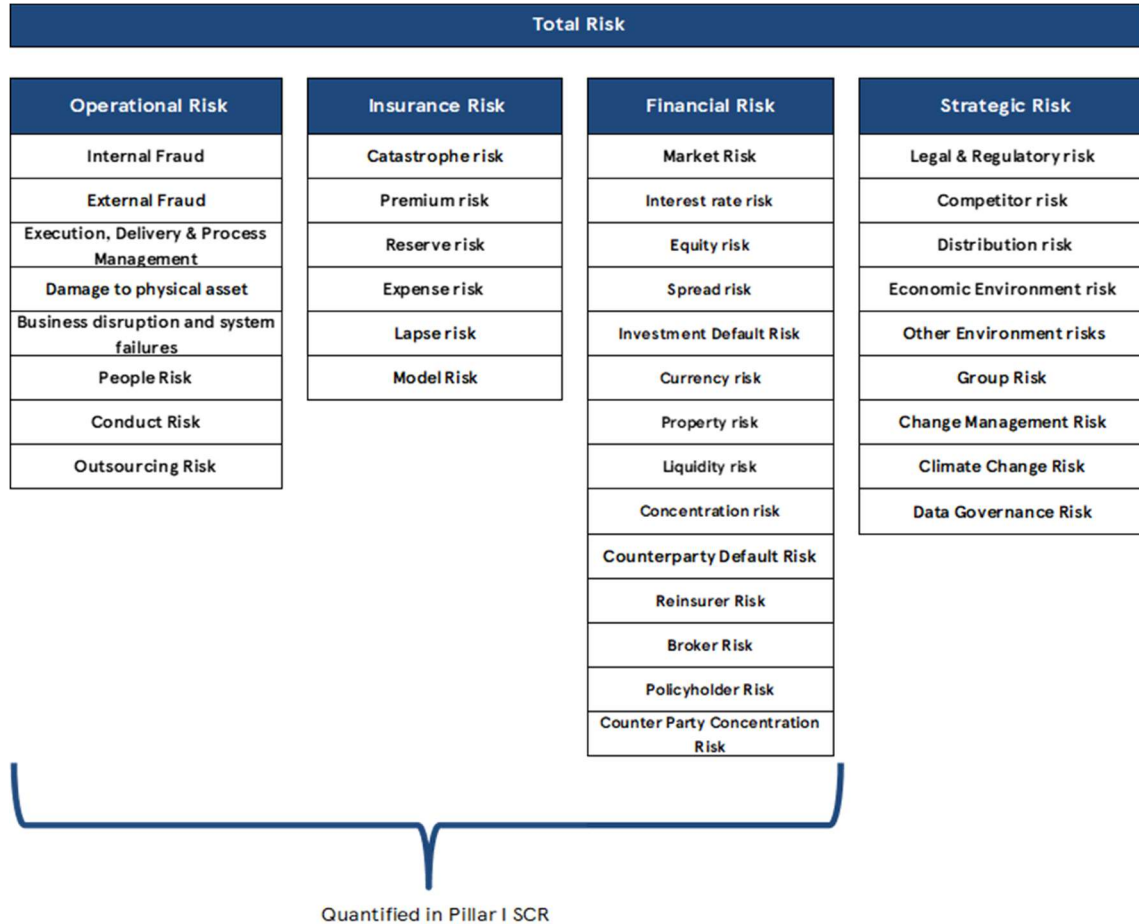 Total Risk
Operational Risk
Internal Fraud
External Fraud
Execution, Delivery & Process
Management
Damage to physical asset
Business disruption and system
failures
People Risk
Conduct Risk
Outsourcing Risk
Insurance Risk
Catastrophe risk
Premium risk
Reserve risk
Expense risk
Lapse risk
Model Risk
Financial Risk
Market Risk
Interest rate risk
Equity risk
Spread risk
Investment Default Risk
Currency risk
Property risk
Liquidity risk
Concentration risk
Counterparty Default Risk
Reinsurer Risk
Broker Risk
Policyholder Risk
Counter Party Concentration
Risk
Strategic Risk
Legal & Regulatory risk
Competitor risk
Distribution risk
Economic Environment risk
Other Environment risks
Group Risk
Change Management Risk
Climate Change Risk
Data Governance Risk
Quantified in Pillar I SCR